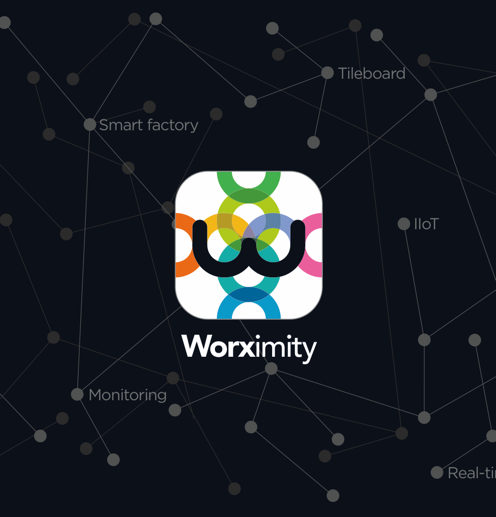 Tileboard
Smart factory
IIoT
Worximity
Monitoring